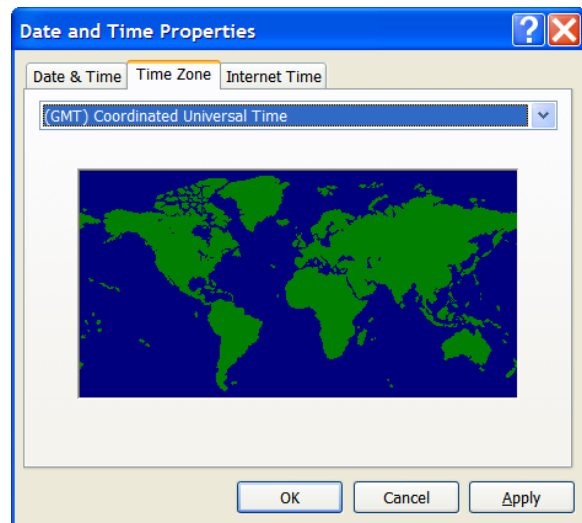 Date and Time Properties
Date & Time Time Zone Internet Time
(GMT) Coordinated Universal Time
OK Cancel Apply